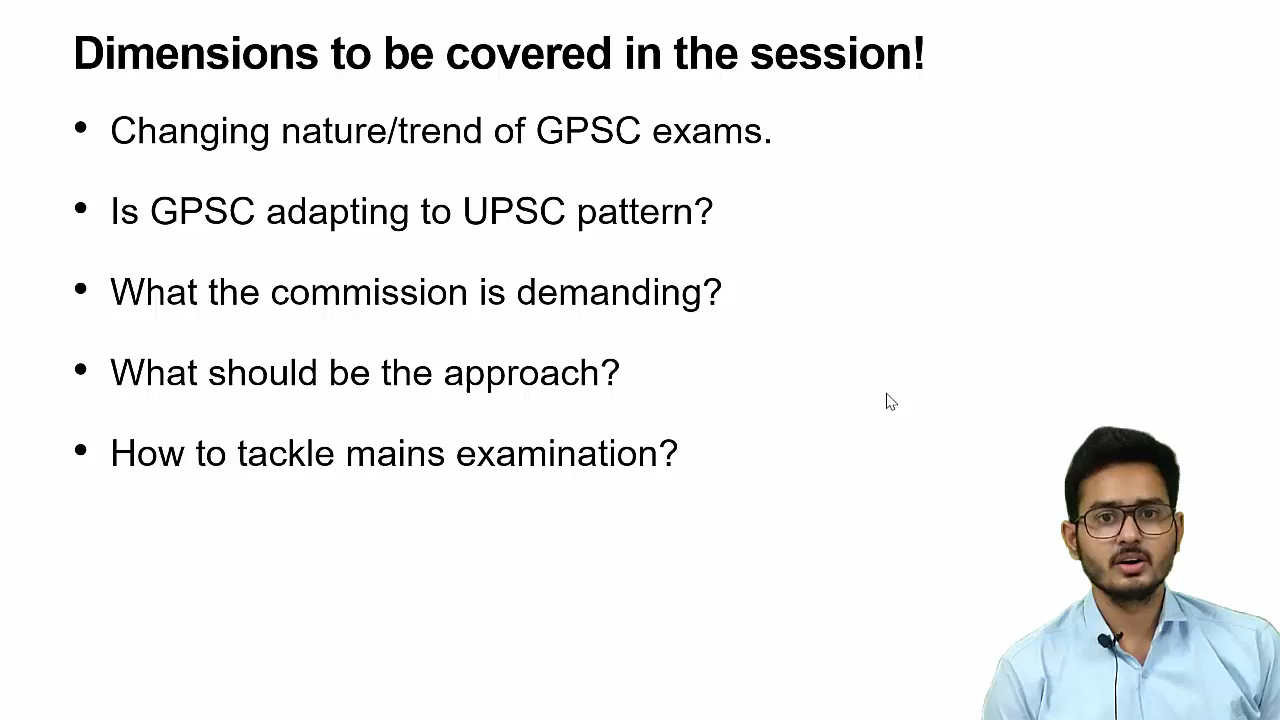 Dimensions to be covered in the session!
• Changing nature/trend of GPSC exams.
• Is GPSC adapting to UPSC pattern?
• What the commission is demanding?
• What should be the approach?
• How to tackle mains examination?